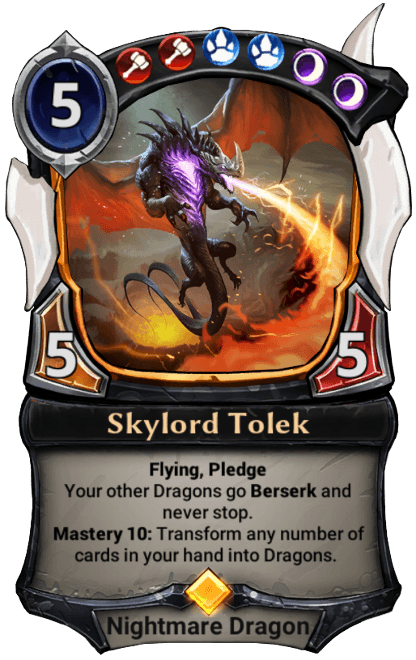 5
5
5
Skylord Tolek
Flying, Pledge
Your other Dragons go Berserk and
never stop.
Mastery 10: Transform any number of
cards in your hand into Dragons.
Nightmare Dragon